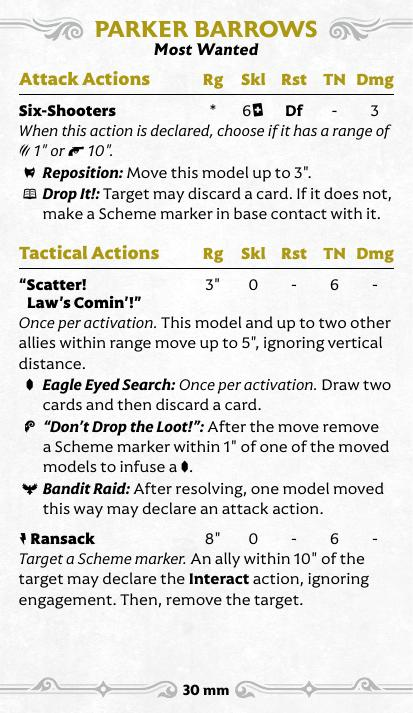 PARKER BARROWS
Most Wanted
Attack Actions Rg Skl Rst TN Dmg
Six-Shooters * 6 Df - 3
When this action is declared, choose if it has a range of
1" or 10".
Reposition: Move this model up to 3".
Drop It!: Target may discard a card. If it does not,
make a Scheme marker in base contact with it.
Tactical Actions Rg Skl Rst TN Dmg
"Scatter! 3" 0 - 6 -
Law's Comin'!"
Once per activation. This model and up to two other
allies within range move up to 5", ignoring vertical
distance.
Eagle Eyed Search: Once per activation. Draw two
cards and then discard a card.
"Don't Drop the Loot!": After the move remove
a Scheme marker within 1" of one of the moved
models to infuse a .
Bandit Raid: After resolving, one model moved
this way may declare an attack action.
Ransack 8" 0 - 6 -
Target a Scheme marker. An ally within 10" of the
target may declare the Interact action, ignoring
engagement. Then, remove the target.
30 mm